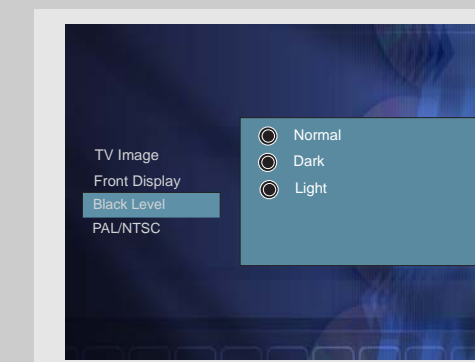 TV Image
Front Display
Black Level
PAL/NTSC
Normal
Dark
Light